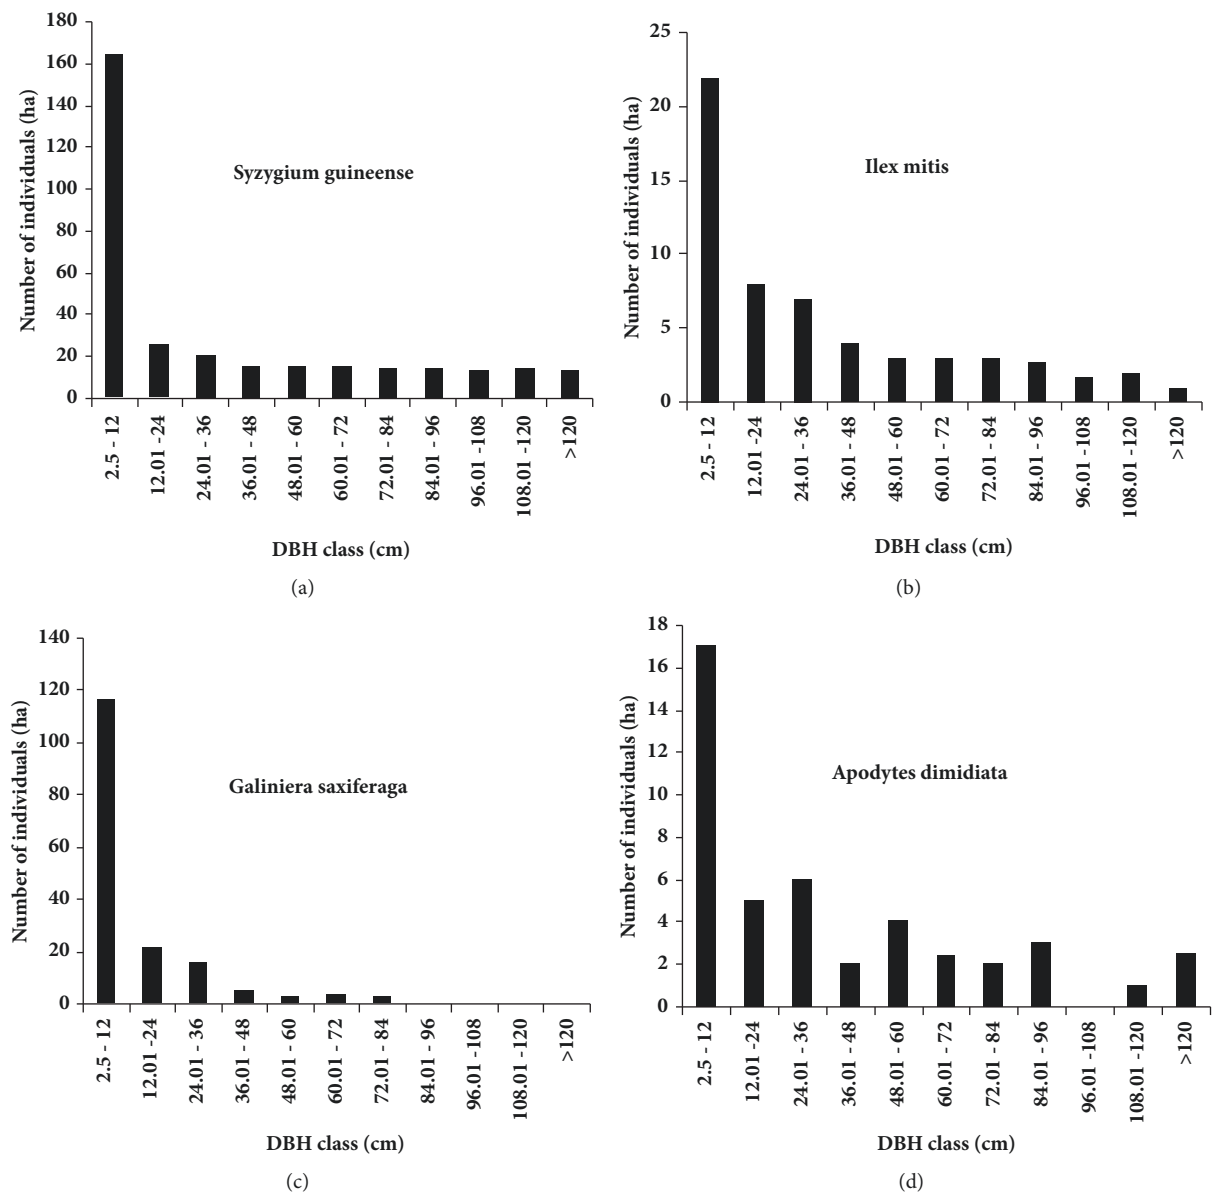 180
160
140
120
100
80
60
40
20
0
Number of individuals (ha)
Syzygium guineense
2.5 - 12
12.01 -24
24.01 - 36
36.01 - 48
48.01 - 60
60.01 - 72
72.01 - 84
84.01 - 96
96.01 -108
108.01 -120
>120
DBH class (cm)
(a)
25
20
15
10
5
0
Number of individuals (ha)
Ilex mitis
2.5 - 12
12.01 -24
24.01 - 36
36.01 - 48
48.01 - 60
60.01 - 72
72.01 - 84
84.01 - 96
96.01 -108
108.01 -120
>120
DBH class (cm)
(b)
140
120
100
80
60
40
20
0
Number of individuals (ha)
Galiniera saxiferaga
2.5 - 12
12.01 -24
24.01 - 36
36.01 - 48
48.01 - 60
60.01 - 72
72.01 - 84
84.01 - 96
96.01 -108
108.01 -120
>120
DBH class (cm)
(c)
18
16
14
12
10
8
6
4
2
0
Number of individuals (ha)
Apodytes dimidiata
2.5 - 12
12.01 -24
24.01 - 36
36.01 - 48
48.01 - 60
60.01 - 72
72.01 - 84
84.01 - 96
96.01 -108
108.01 -120
>120
DBH class (cm)
(d)